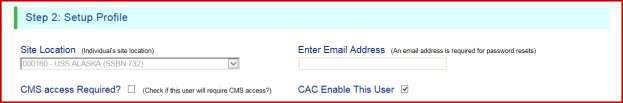 Step 2: Setup Profile
Site Location (Individual's site location)
Enter Email Address (An email address is required for password resets)
000160 - USS ALASKA (SSBN 732)
CMS access Required? (Check if this user will require CMS access?)
CAC Enable This User